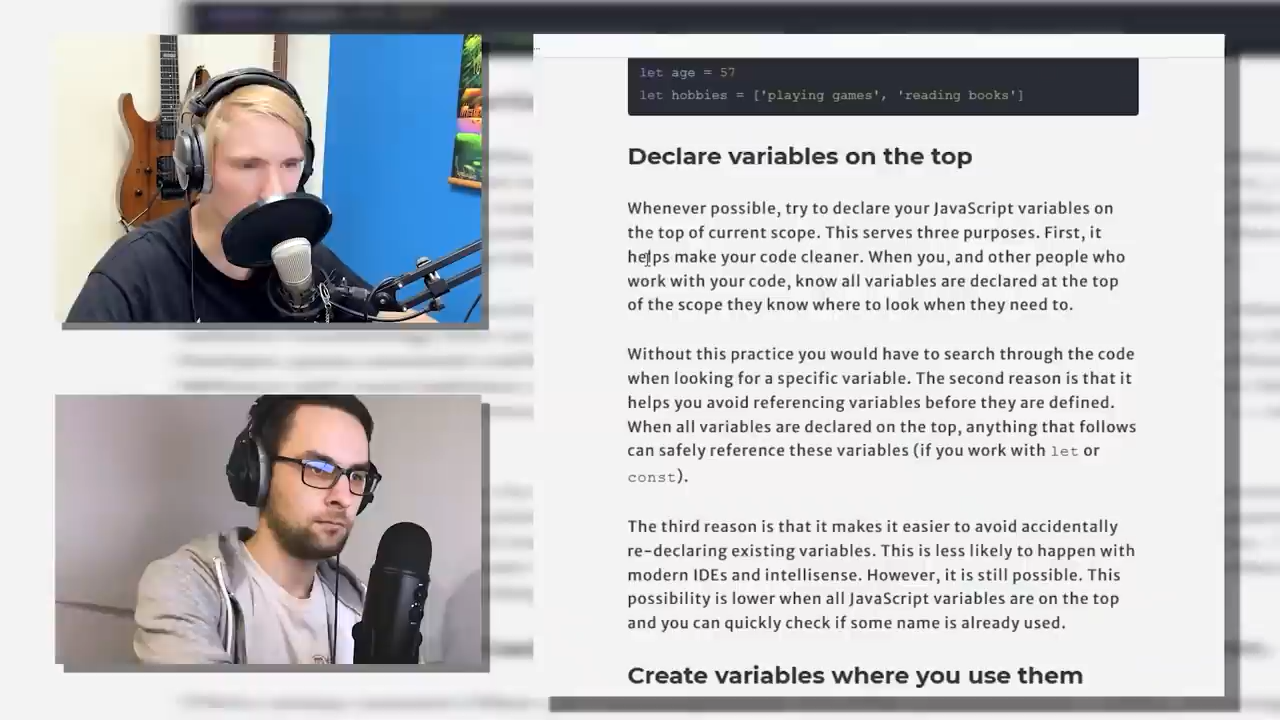 let age = 57
let hobbies = ['playing games', 'reading books']
Declare variables on the top
Whenever possible, try to declare your JavaScript variables on
the top of current scope. This serves three purposes. First, it
helps make your code cleaner. When you, and other people who
work with your code, know all variables are declared at the top
of the scope they know where to look when they need to.
Without this practice you would have to search through the code
when looking for a specific variable. The second reason is that it
helps you avoid referencing variables before they are defined.
When all variables are declared on the top, anything that follows
can safely reference these variables (if you work with let or
const).
The third reason is that it makes it easier to avoid accidentally
re-declaring existing variables. This is less likely to happen with
modern IDEs and intellisense. However, it is still possible. This
possibility is lower when all JavaScript variables are on the top
and you can quickly check if some name is already used.
Create variables where you use them